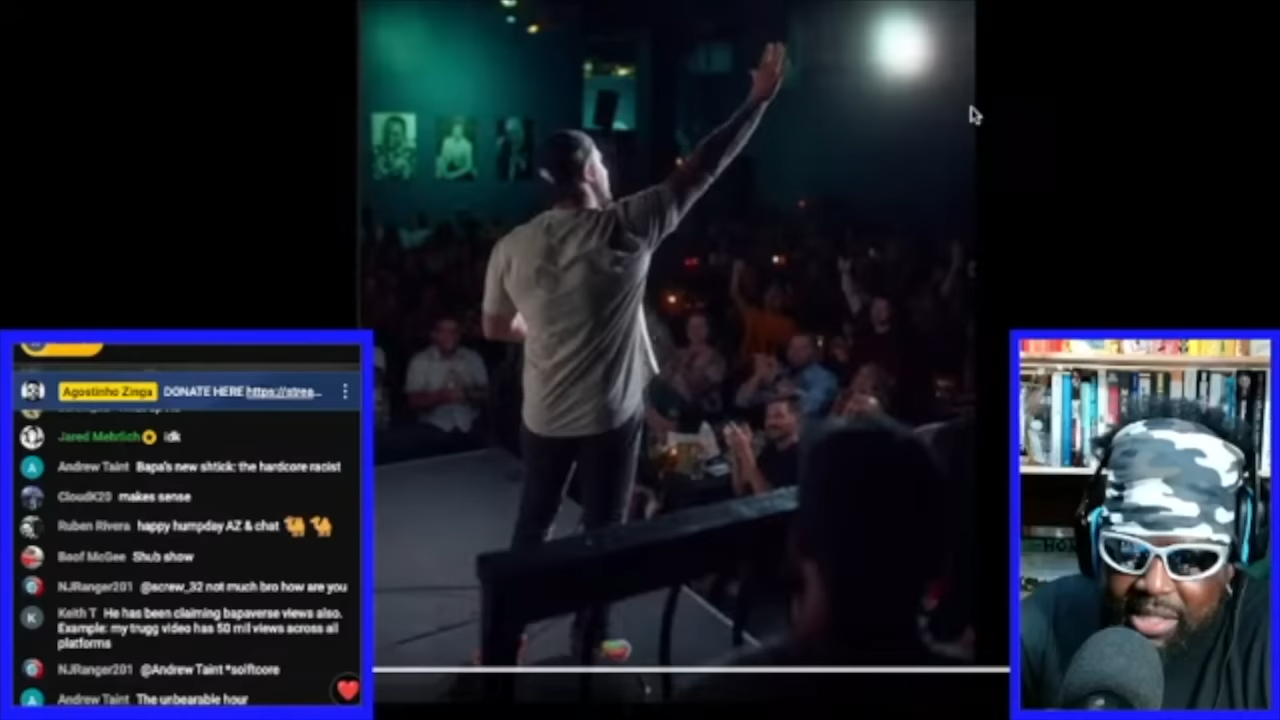 Agostinho Zinga DONATE HERE https://strea...
Jared Mehrlich idk
Andrew Taint Bapa's new shtick: the hardcore racist
CloudK20 makes sense
Ruben Rivera happy humpday AZ & chat
Beef McGee Shub show
NJRanger201 @screw_32 not much bro how are you
Keith T He has been claiming bapaverse views also.
Example: my trugg video has 50 mil views across all
platforms
NJRanger201 @Andrew Taint *solftcore
Andrew Taint The unbearable hour